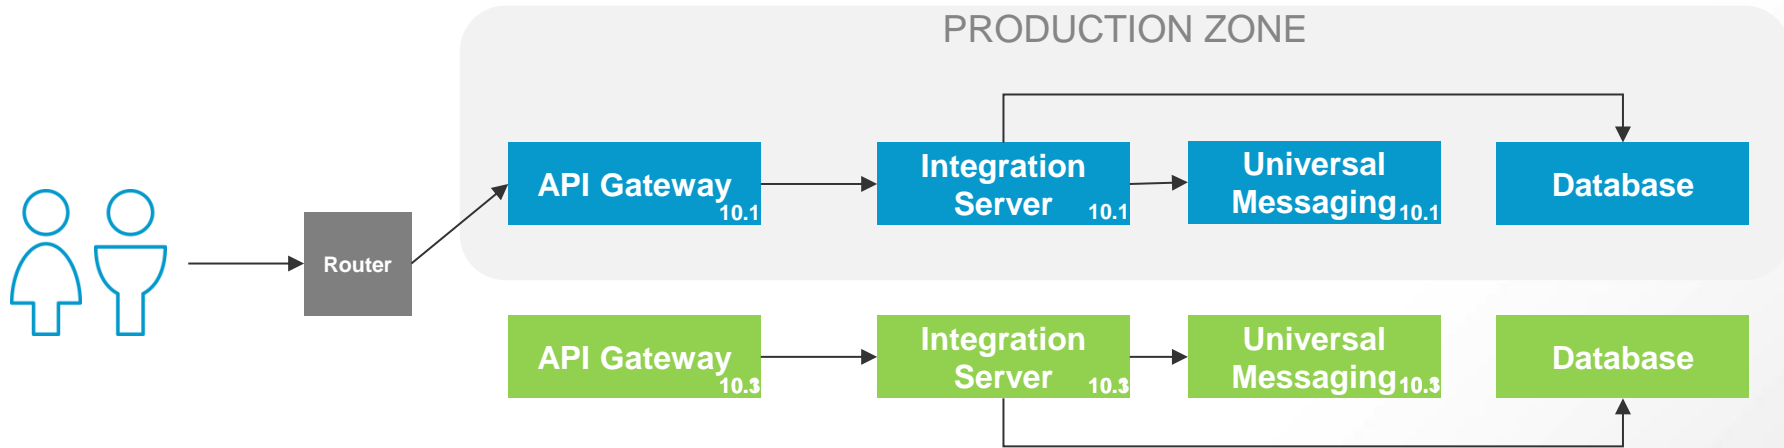 PRODUCTION ZONE
API Gateway
10.1
Integration
Server
10.1
Universal
Messaging
10.1
Database
Router
API Gateway
10.3
Integration
Server
10.3
Universal
Messaging
10.3
Database